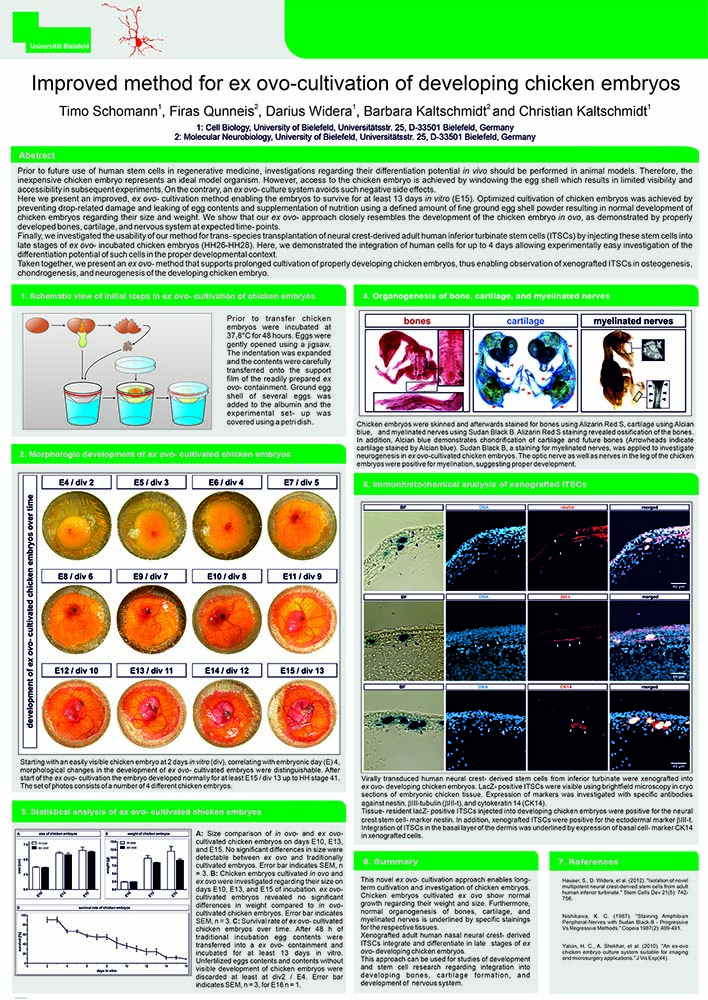 Universität Bielefeld
Improved method for ex ovo-cultivation of developing chicken embryos
Timo Schomann1, Firas Qunneis2, Darius Widera1, Barbara Kaltschmidt2 and Christian Kaltschmidt1
1: Cell Biology, University of Bielefeld, Universitätsstr. 25, D-33501 Bielefeld, Germany
2: Molecular Neurobiology, University of Bielefeld, Universitätsstr. 25, D-33501 Bielefeld, Germany
Abstract
Prior to future use of human stem cells in regenerative medicine, investigations regarding their differentiation potential in vivo should be performed in animal models. Therefore, the
inexpensive chicken embryo represents an ideal model organism. However, access to the chicken embryo is achieved by windowing the egg shell which results in limited visibility and
accessibility in subsequent experiments. On the contrary, an ex ovo- culture system avoids such negative side effects.
Here we present an improved, ex ovo- cultivation method enabling the embryos to survive for at least 13 days in vitro (E15). Optimized cultivation of chicken embryos was achieved by
preventing drop-related damage and leaking of egg contents and supplementation of nutrition using a defined amount of fine ground egg shell powder resulting in normal development of
chicken embryos regarding their size and weight. We show that our ex ovo- approach closely resembles the development of the chicken embryo in ovo, as demonstrated by properly
developed bones, cartilage, and nervous system at expected time- points.
Finally, we investigated the usability of our method for trans- species transplantation of neural crest-derived adult human inferior turbinate stem cells (ITSCs) by injecting these stem cells into
late stages of ex ovo- incubated chicken embryos (HH26-HH28). Here, we demonstrated the integration of human cells for up to 4 days allowing experimentally easy investigation of the
differentiation potential of such cells in the proper developmental context.
Taken together, we present an ex ovo- method that supports prolonged cultivation of properly developing chicken embryos, thus enabling observation of xenografted ITSCs in osteogenesis,
chondrogenesis, and neurogenesis of the developing chicken embryo.
1. Schematic view of initial steps in ex ovo- cultivation of chicken embryos
Prior to transfer chicken
embryos were incubated at
37,8°C for 48 hours. Eggs were
gently opened using a jigsaw.
The indentation was expanded
and the contents were carefully
transferred onto the support
film of the readily prepared ex
ovo- containment. Ground egg
shell of several eggs was
added to the albumin and the
experimental set- up was
covered using a petri dish.
2. Morphologic development of ex ovo- cultivated chicken embryos
development of ex ovo- cultivated chicken embryos over time
E4 / div 2
E5 / div 3
E6 / div 4
E7 / div 5
E8 / div 6
E9 / div 7
E10 / div 8
E11 / div 9
E12 / div 10
E13 / div 11
E14 / div 12
E15 / div 13
Starting with an easily visible chicken embryo at 2 days in vitro (div), correlating with embryonic day (E) 4,
morphological changes in the development of ex ovo- cultivated embryos were distinguishable. After
start of the ex ovo- cultivation the embryo developed normally for at least E15 / div 13 up to HH stage 41.
The set of photos consists of a number of 4 different chicken embryos.
3. Statistical analysis of ex ovo- cultivated chicken embryos
A
size of chicken embryos
B
weight of chicken embryos
C
survival rate of chicken embryos
days in vitro
A: Size comparison of in ovo- and ex ovo-
cultivated chicken embryos on days E10, E13,
and E15. No significant differences in size were
detectable between ex ovo and traditionally
cultivated embryos. Error bar indicates SEM, n
= 3. B: Chicken embryos cultivated in ovo and
ex ovo were investigated regarding their size on
days E10, E13, and E15 of incubation. ex ovo-
cultivated embryos revealed no significant
differences in weight compared to in ovo-
cultivated chicken embryos. Error bar indicates
SEM, n = 3. C: Survival rate of ex ovo- cultivated
chicken embryos over time. After 48 h of
traditional incubation egg contents were
transferred into a ex ovo- containment and
incubated for at least 13 days in vitro.
Unfertilized eggs contents and contents without
visible development of chicken embryos were
discarded at least at div2 / E4. Error bar
indicates SEM, n = 3, for E16 n = 1.
4. Organogenesis of bone, cartilage, and myelinated nerves
bones
cartilage
myelinated nerves
Chicken embryos were skinned and afterwards stained for bones using Alizarin Red S, cartilage using Alcian
blue, and myelinated nerves using Sudan Black B. Alizarin Red S staining revealed ossification of the bones.
In addition, Alcian blue demonstrates chondrification of cartilage and future bones (Arrowheads indicate
cartilage stained by Alcian blue). Sudan Black B, a staining for myelinated nerves, was applied to investigate
neurogenesis in ex ovo-cultivated chicken embryos. The optic nerve as well as nerves in the leg of the chicken
embryos were positive for myelination, suggesting proper development.
5. Immunhistochemical analysis of xenografted ITSCs
BF
DNA
nestin
merged
BF
DNA
βIII-t
merged
BF
DNA
CK14
merged
Virally transduced human neural crest- derived stem cells from inferior turbinate were xenografted into
ex ovo- developing chicken embryos. LacZ- positive ITSCs were visible using brightfield microscopy in cryo
sections of embryonic chicken tissue. Expression of markers was investigated with specific antibodies
against nestin, βIII-tubulin (βIII-t), and cytokeratin 14 (CK14).
Tissue- resident lacZ- positive ITSCs injected into developing chicken embryos were positive for the neural
crest stem cell- marker nestin. In addition, xenografted ITSCs were positive for the ectodermal marker βIII-t.
Integration of ITSCs in the basal layer of the dermis was underlined by expression of basal cell- marker CK14
in xenografted cells.
6. Summary
This novel ex ovo- cultivation approach enables long-
term cultivation and investigation of chicken embryos.
Chicken embryos cultivated ex ovo show normal
growth regarding their weight and size. Furthermore,
normal organogenesis of bones, cartilage, and
myelinated nerves is underlined by specific stainings
for the respective tissues.
Xenografted adult human nasal neural crest- derived
ITSCs integrate and differentiate in late stages of ex
ovo- developing chicken embryos.
This approach can be used for studies of development
and stem cell research regarding integration into
developing bones, cartilage formation, and
development of nervous system.
7. References
Hauser, S., D. Widera, et al. (2012). "Isolation of novel
multipotent neural crest-derived stem cells from adult
human inferior turbinate." Stem Cells Dev 21(5): 742-
756.
Nishikawa, K. C. (1987). "Staining Amphibian
Peripheral-Nerves with Sudan Black-B - Progressive
Vs Regressive Methods." Copeia 1987(2): 489-491.
Yalcin, H. C., A. Shekhar, et al. (2010). "An ex-ovo
chicken embryo culture system suitable for imaging
and microsurgery applications." J Vis Exp(44).